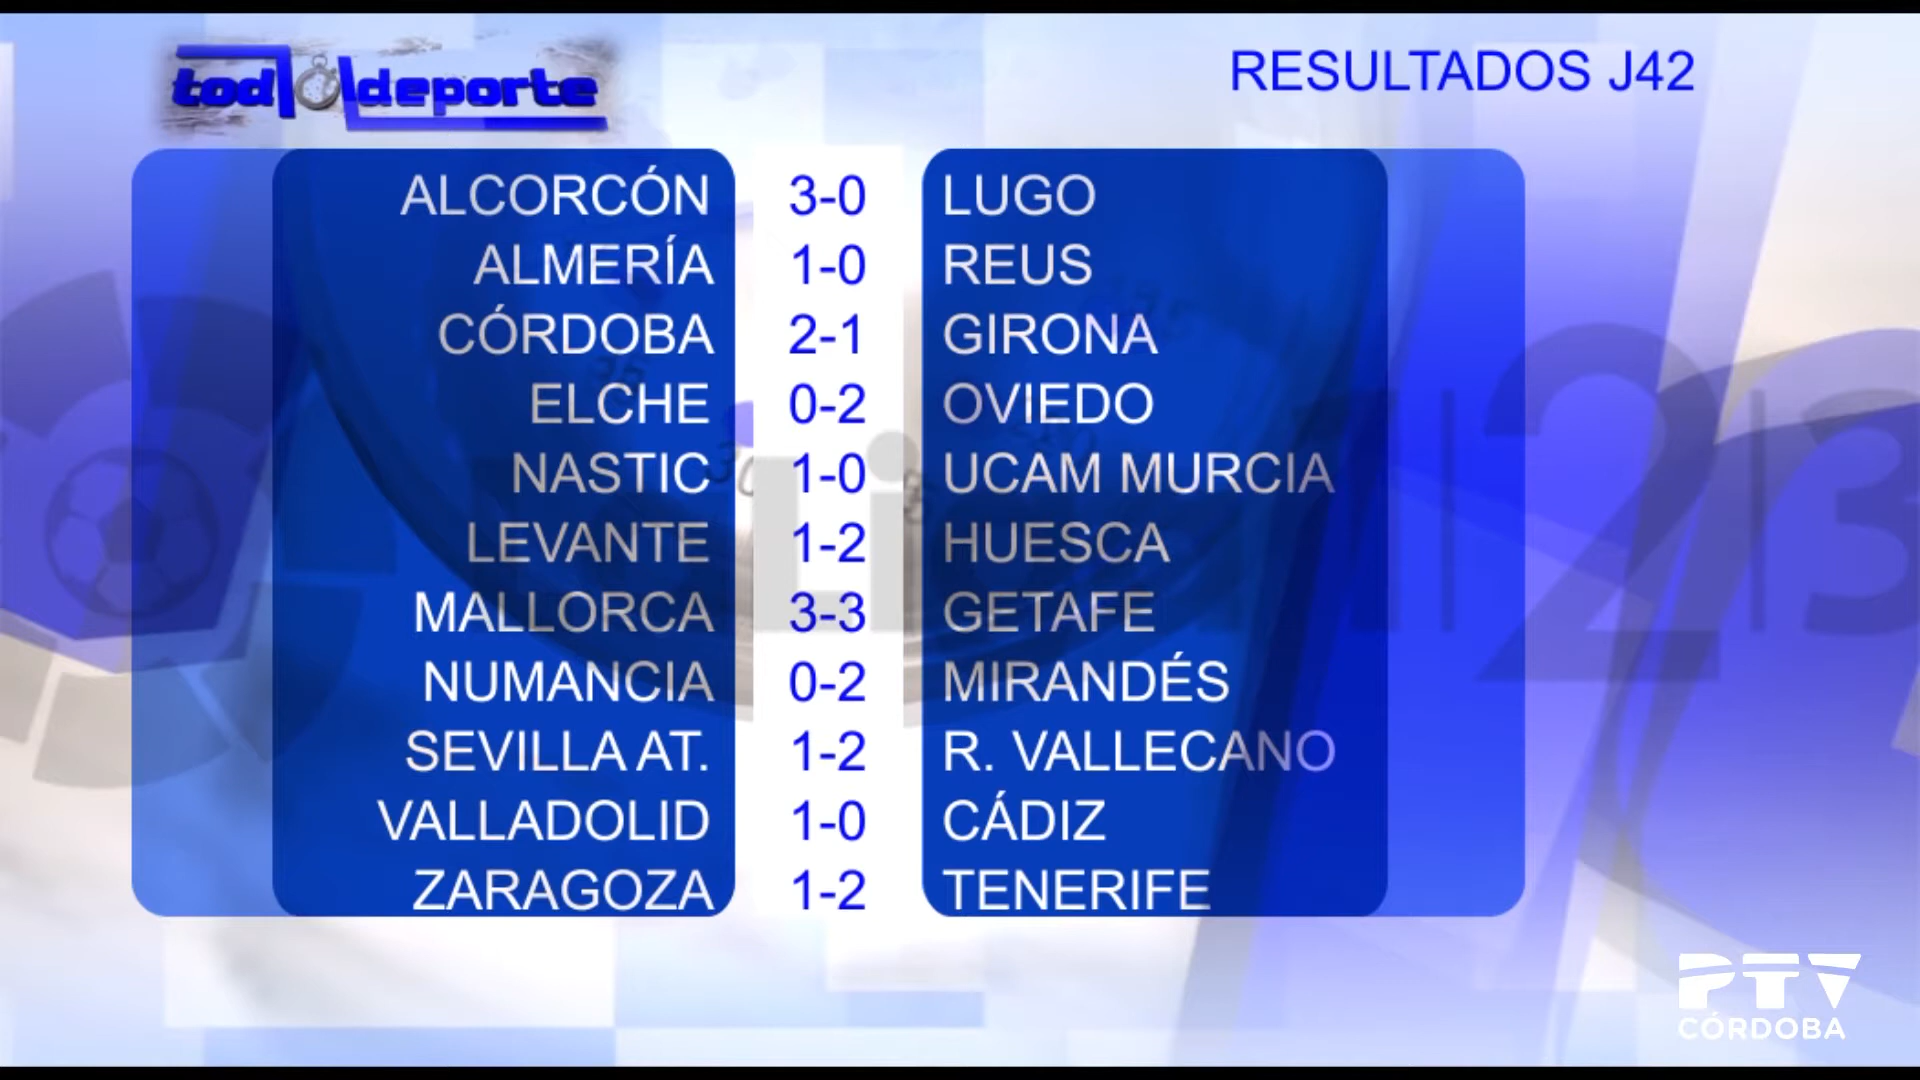 todo deporte
RESULTADOS J42
ALCORCÓN 3-0 LUGO
ALMERÍA 1-0 REUS
CÓRDOBA 2-1 GIRONA
ELCHE 0-2 OVIEDO
NASTIC 1-0 UCAM MURCIA
LEVANTE 1-2 HUESCA
MALLORCA 3-3 GETAFE
NUMANCIA 0-2 MIRANDÉS
SEVILLA AT. 1-2 R. VALLECANO
VALLADOLID 1-0 CÁDIZ
ZARAGOZA 1-2 TENERIFE
PTV
CÓRDOBA